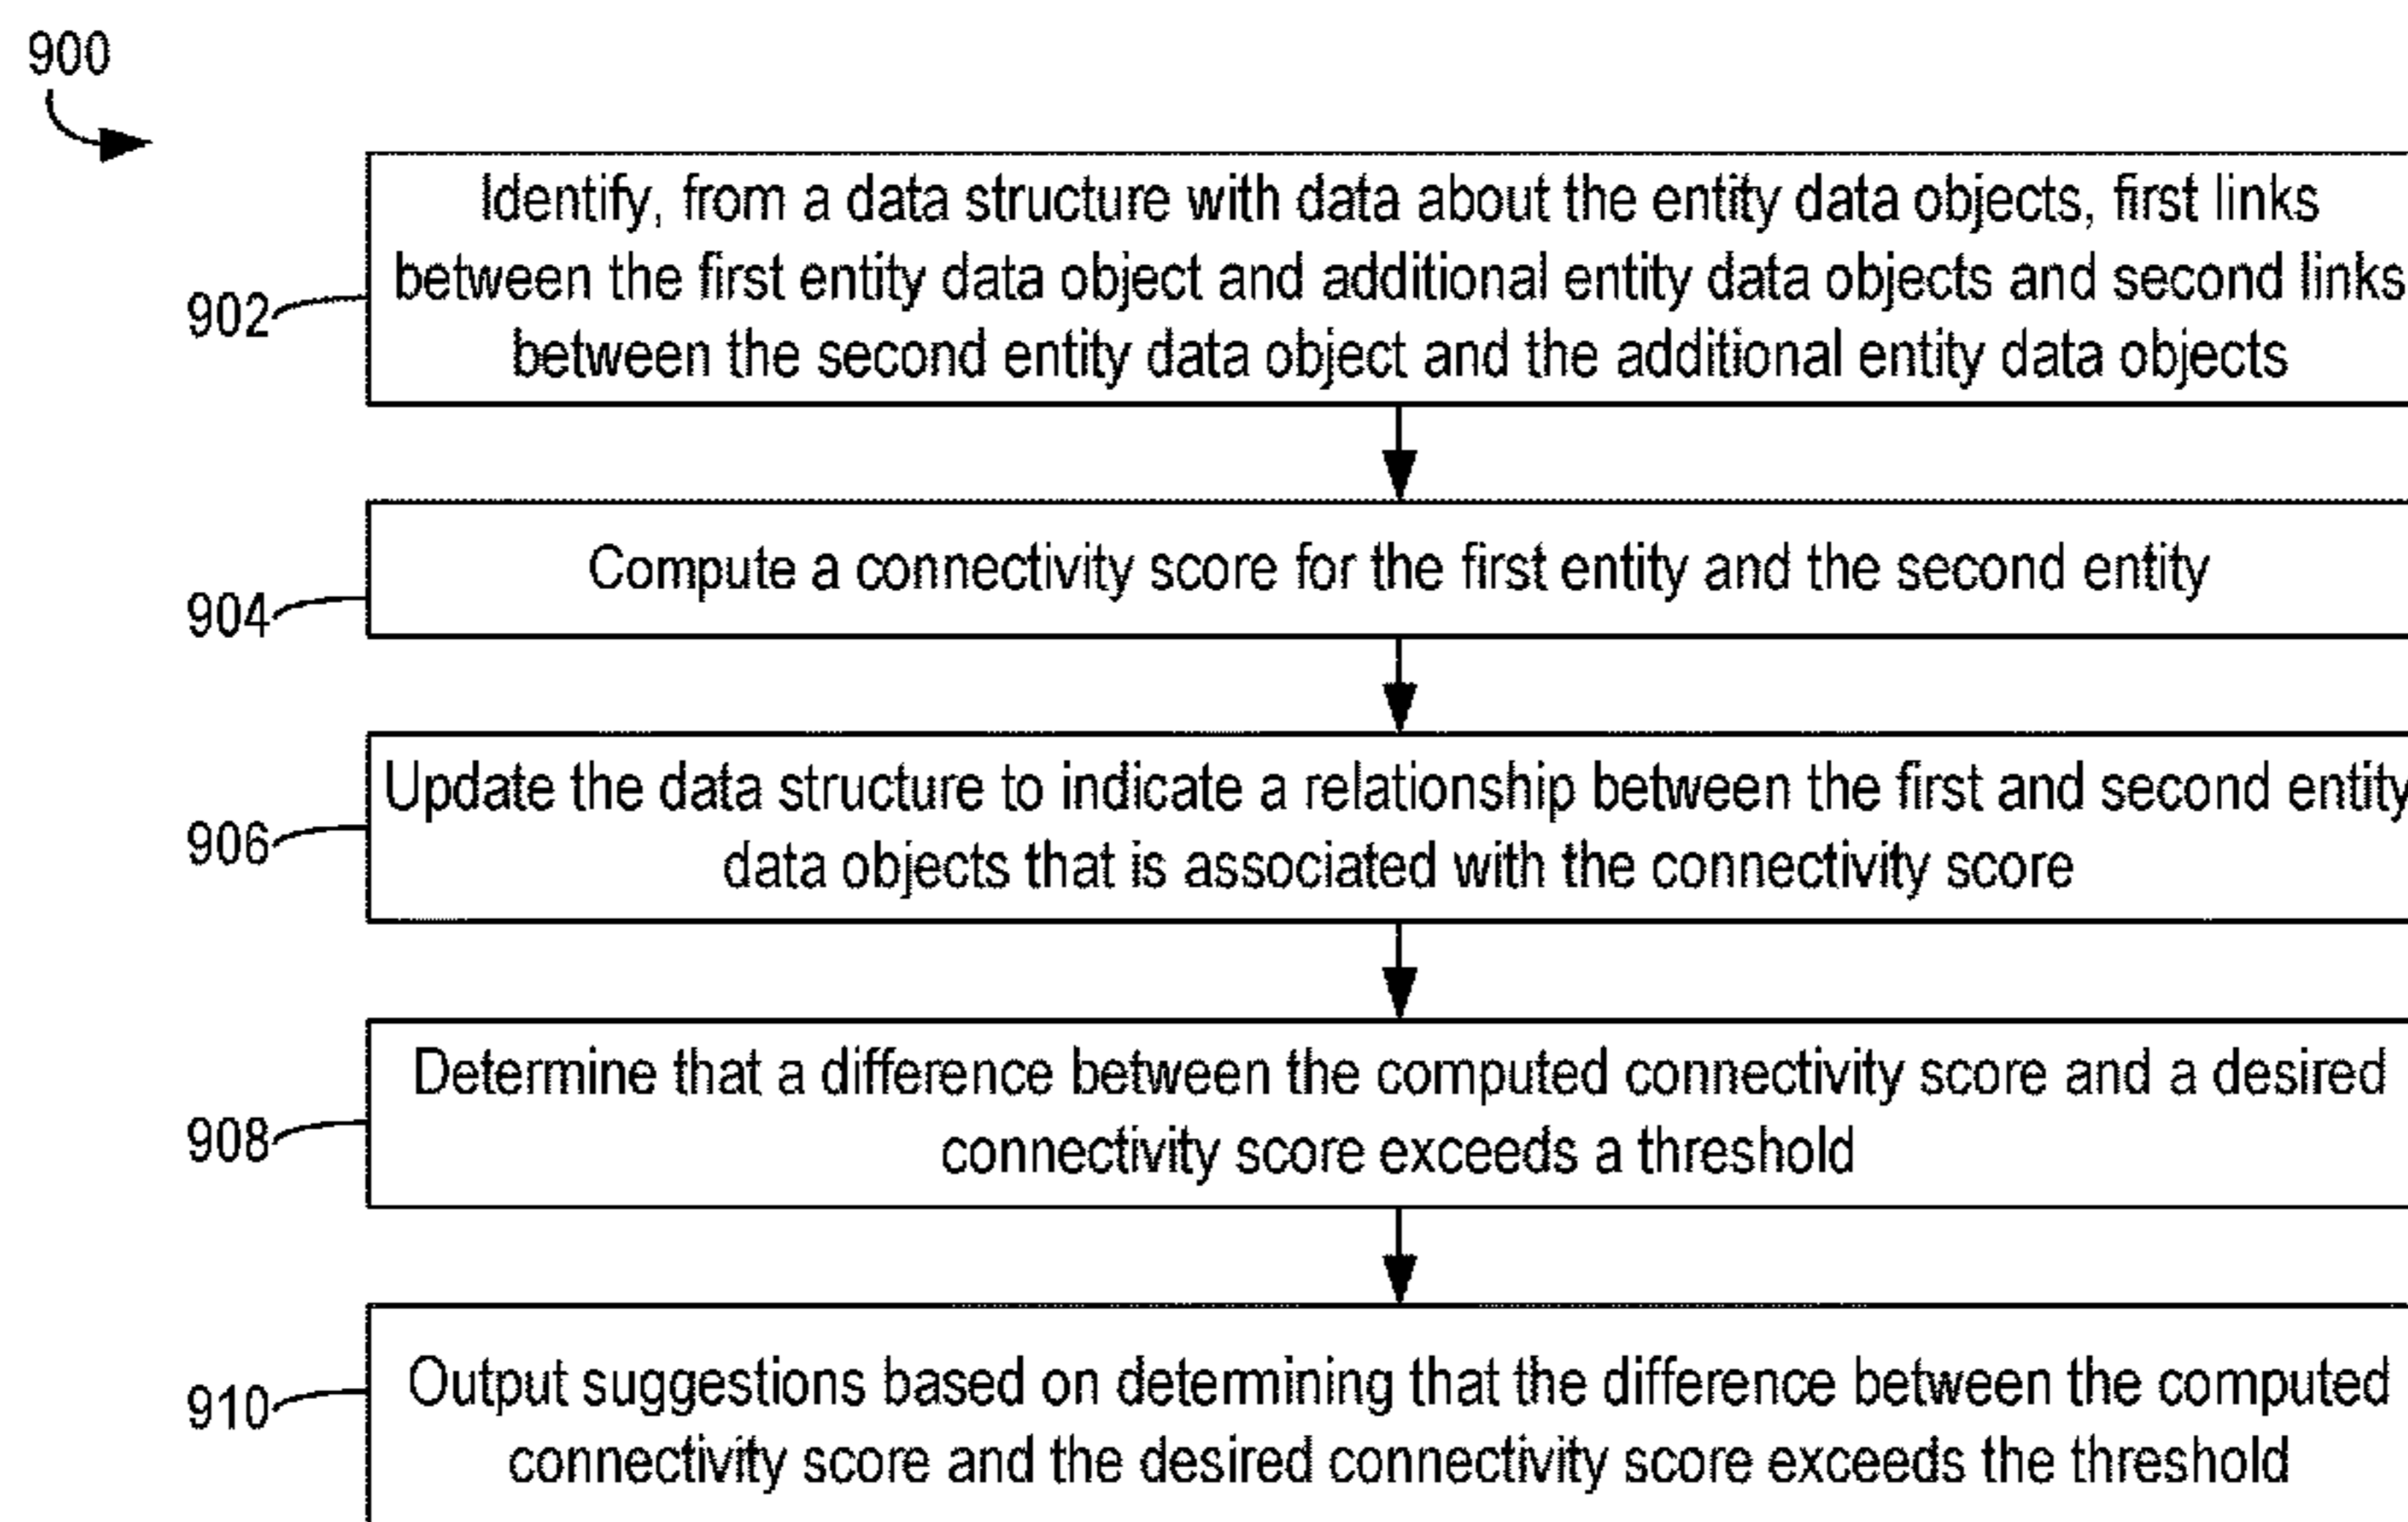 900
Identify, from a data structure with data about the entity data objects, first links
between the first entity data object and additional entity data objects and second links
between the second entity data object and the additional entity data objects
902
Compute a connectivity score for the first entity and the second entity
904
Update the data structure to indicate a relationship between the first and second entity
data objects that is associated with the connectivity score
906
Determine that a difference between the computed connectivity score and a desired
connectivity score exceeds a threshold
908
Output suggestions based on determining that the difference between the computed
connectivity score and the desired connectivity score exceeds the threshold
910